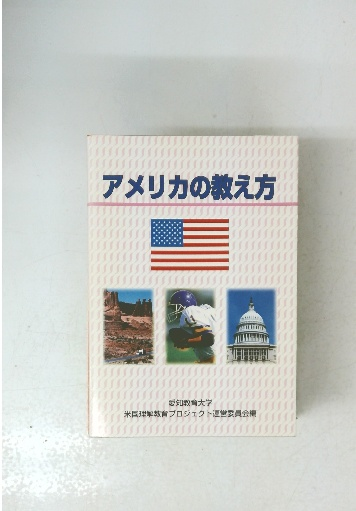 アメリカの教え方
愛知教育大学
米国理解教育プロジェクト運営委員会編